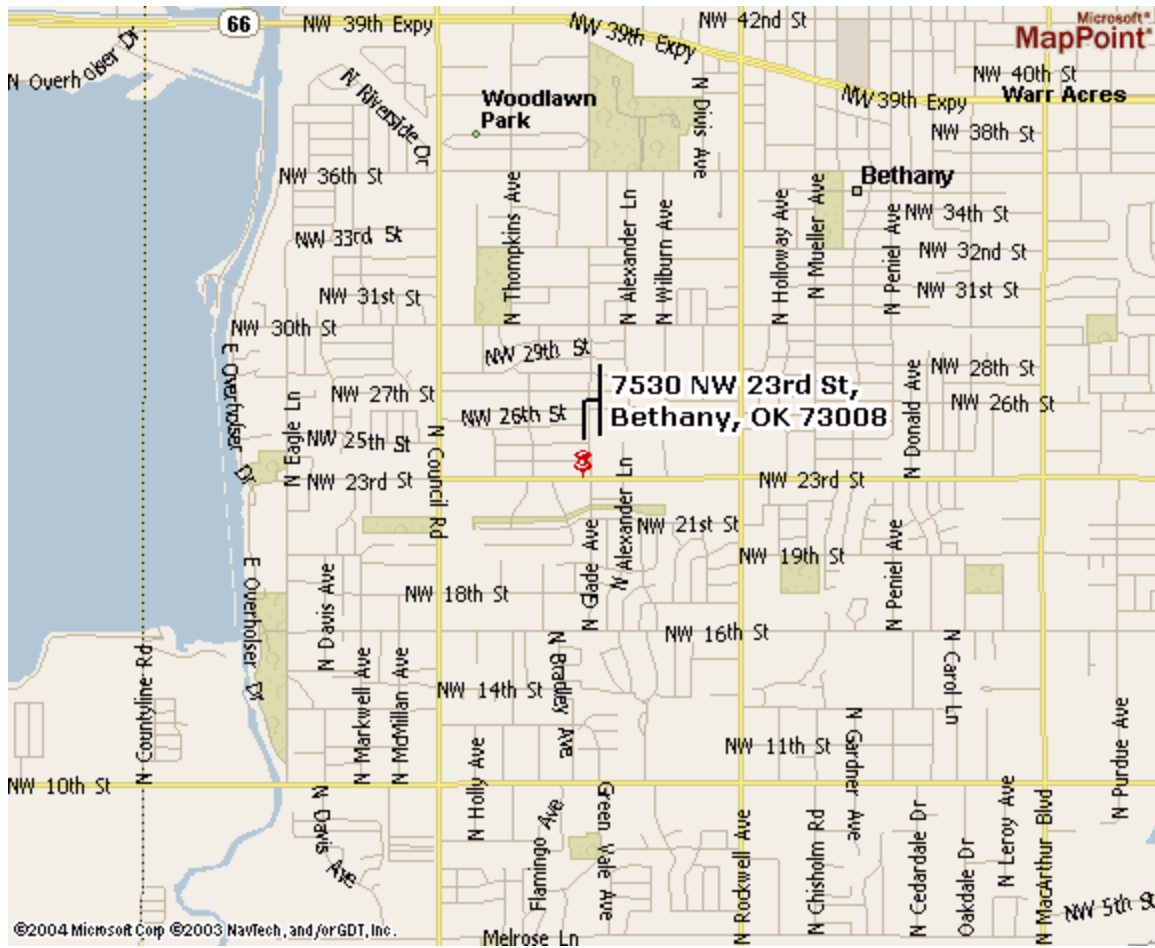 66
NW 39th Expy
NW 39th Expy
NW 42nd St
Microsoft®
MapPoint®
N Overholser Dr
N Riverside Dr
Woodlawn
Park
N Divis Ave
NW 40th St
NW 39th Expy
Warr Acres
NW 38th St
NW 36th St
Bethany
N Thompkins Ave
N Alexander Ln
N Wilburn Ave
N Holloway Ave
N Mueller Ave
N Peniel Ave
NW 34th St
NW 33rd St
NW 32nd St
NW 31st St
NW 31st St
NW 30th St
NW 29th St
E Overholser Dr
NW 28th St
N Eagle Ln
NW 27th St
7530 NW 23rd St,
Bethany, OK 73008
N Donald Ave
NW 26th St
NW 26th St
NW 25th St
N Council Rd
NW 23rd St
N Alexander Ln
NW 23rd St
NW 21st St
N Glade Ave
N Peniel Ave
NW 19th St
E Overholser Dr
N Davis Ave
NW 18th St
NW 16th St
N Countyline Rd
N Markwell Ave
N McMillan Ave
N Bradley Ave
N Carol Ln
NW 14th St
NW 11th St
N Gardner Ave
N Purdue Ave
NW 10th St
N Holly Ave
N Davis Ave
Flamingo Ave
Green Vale Ave
N Rockwell Ave
N Chisholm Rd
N Cedardale Dr
Oakdale Dr
N Leroy Ave
N MacArthur Blvd
NW 5th St
©2004 Microsoft Corp ©2003 NavTech, and/or GDT, Inc.
Melrose Ln